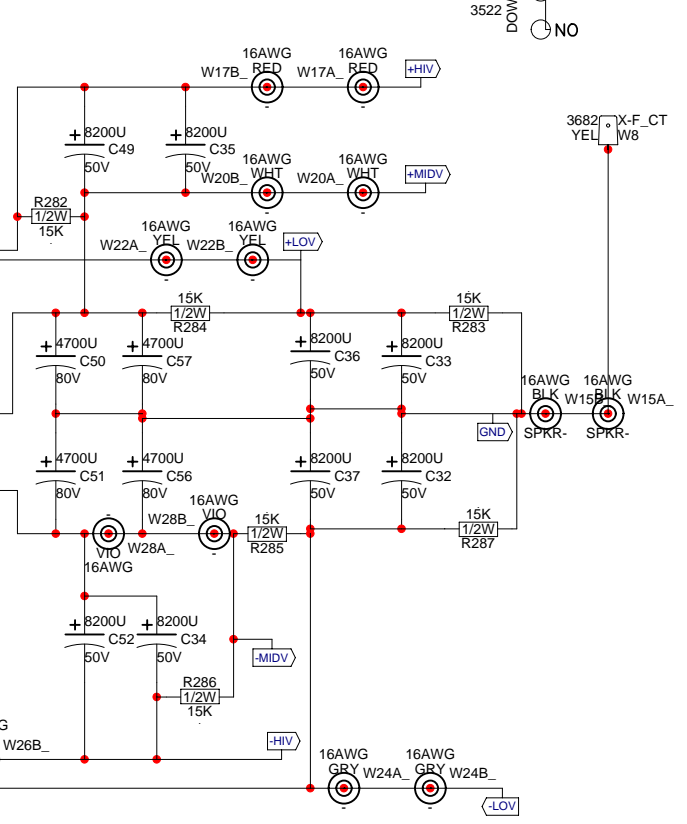 3522
DOW
NO
16AWG
RED
W17B_
16AWG
RED
W17A_
+HIV
3682
YEL
X-F_CT
W8
+ 8200U
C49
50V
+ 8200U
C35
50V
16AWG
WHT
W20B_
-
16AWG
WHT
W20A_
-
+MIDV
R282
1/2W
15K
16AWG
YEL
W22A_
-
16AWG
YEL
W22B_
-
+LOV
15K
1/2W
R284
15K
1/2W
R283
+ 4700U
C50
80V
+ 4700U
C57
80V
+ 8200U
C36
50V
+ 8200U
C33
50V
16AWG
BLK
W15B
SPKR-
16AWG
BLK
W15A_
SPKR-
GND
+ 4700U
C51
80V
+ 4700U
C56
80V
+ 8200U
C37
50V
+ 8200U
C32
50V
-
VIO
16AWG
W28A_
16AWG
VIO
W28B_
-
15K
1/2W
R285
15K
1/2W
R287
+ 8200U
C52
50V
+ 8200U
C34
50V
-MIDV
R286
1/2W
15K
G
W26B_
-HIV
16AWG
GRY
W24A_
-
16AWG
GRY
W24B_
-
-LOV